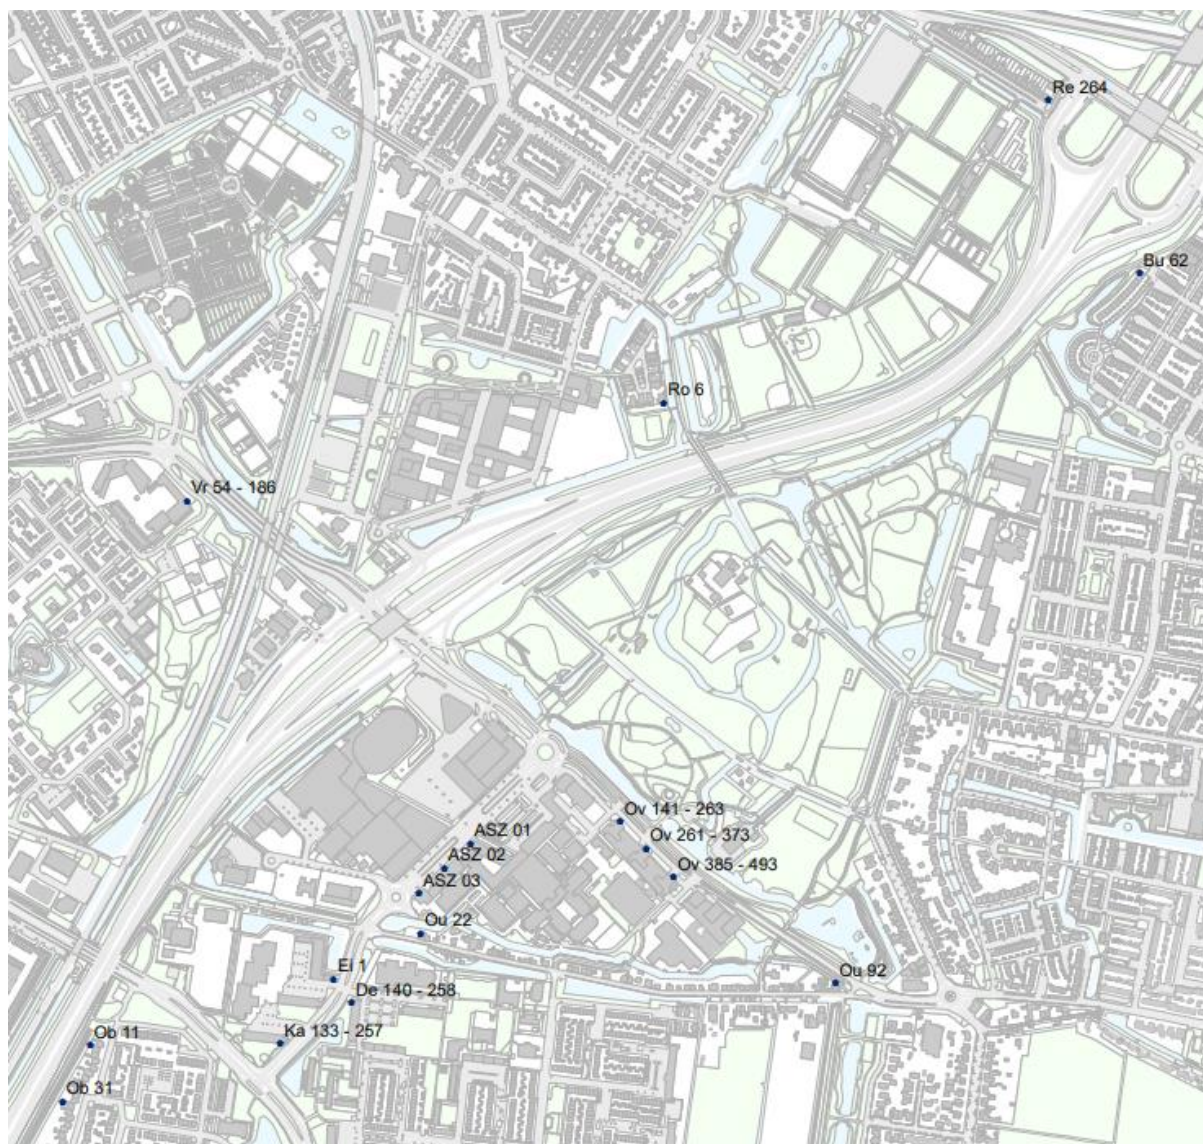 Re 264
Bu 62
Ro 6
Vr 54 - 186
Ov 141 - 263
ASZ 01
Ov 261 - 373
ASZ 02
Ov 385 - 493
ASZ 03
Ou 22
Ei 1
Ou 92
De 140 - 258
Ka 133 - 257
Ob 11
Ob 31